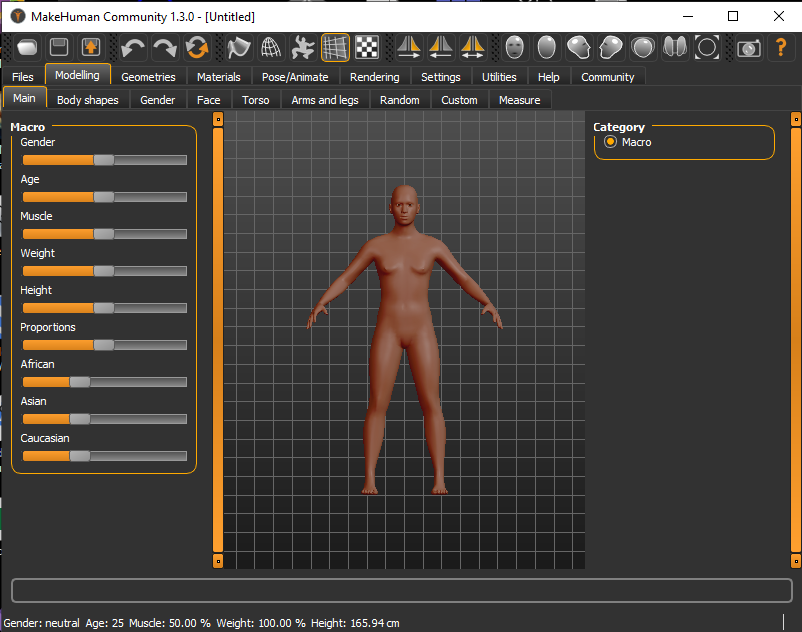 MakeHuman Community 1.3.0 - [Untitled]
Files Modelling Geometries Materials Pose/Animate Rendering Settings Utilities Help Community
Main Body shapes Gender Face Torso Arms and legs Random Custom Measure
Macro
Gender
Age
Muscle
Weight
Height
Proportions
African
Asian
Caucasian
Category
Macro
Gender: neutral Age: 25 Muscle: 50.00 % Weight: 100.00 % Height: 165.94 cm